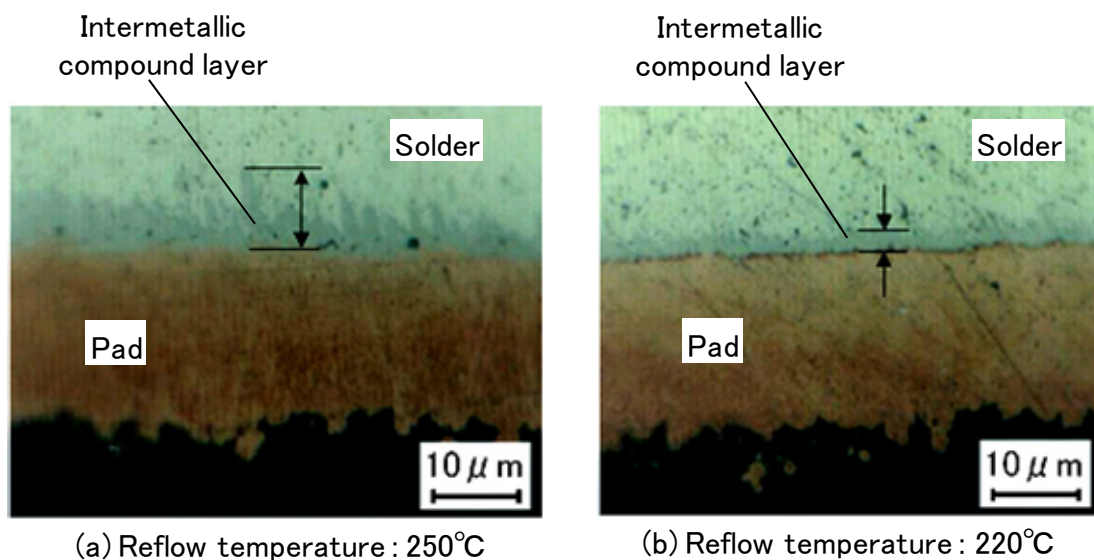 Intermetallic
compound layer
Solder
Pad
10μm
(a) Reflow temperature : 250℃
Intermetallic
compound layer
Solder
Pad
10μm
(b) Reflow temperature : 220℃